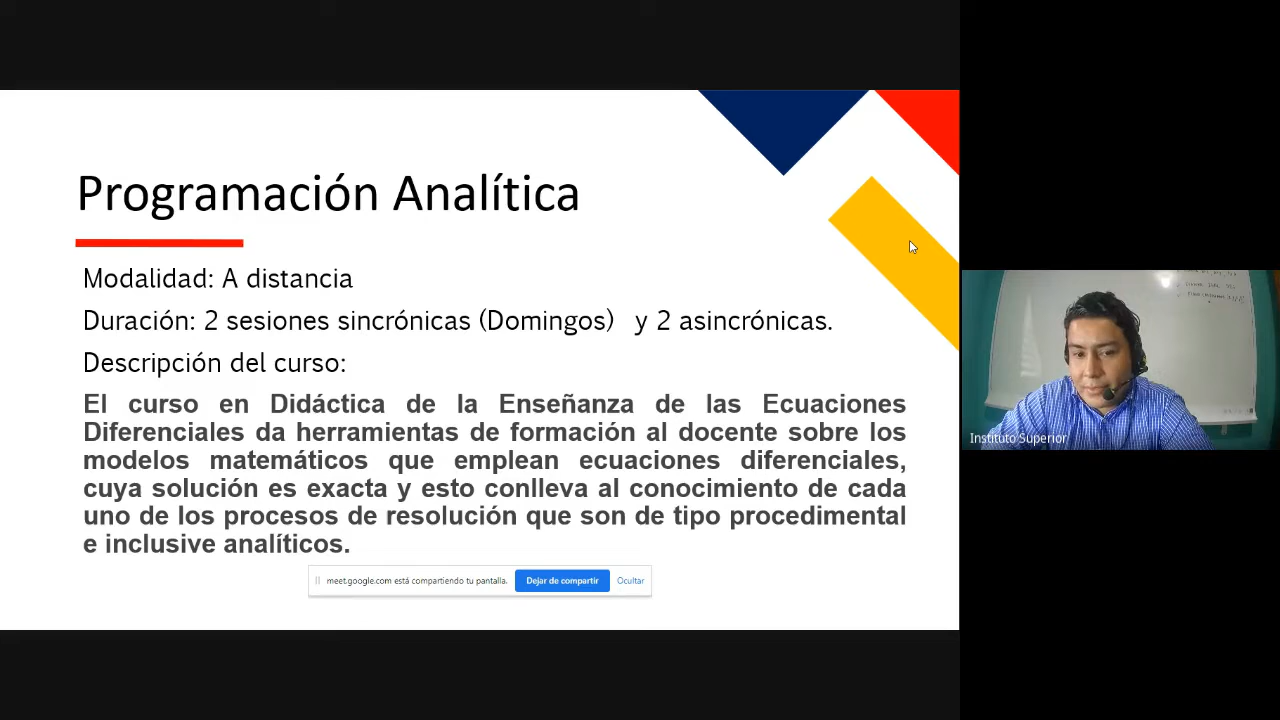 Programación Analítica
Modalidad: A distancia
Duración: 2 sesiones sincrónicas (Domingos) y 2 asincrónicas.
Descripción del curso:
El curso en Didáctica de la Enseñanza de las Ecuaciones
Diferenciales da herramientas de formación al docente sobre los
modelos matemáticos que emplean ecuaciones diferenciales,
cuya solución es exacta y esto conlleva al conocimiento de cada
uno de los procesos de resolución que son de tipo procedimental
e inclusive analíticos.
meet.google.com está compartiendo tu pantalla.
Dejar de compartir
Ocultar
Instituto Superior